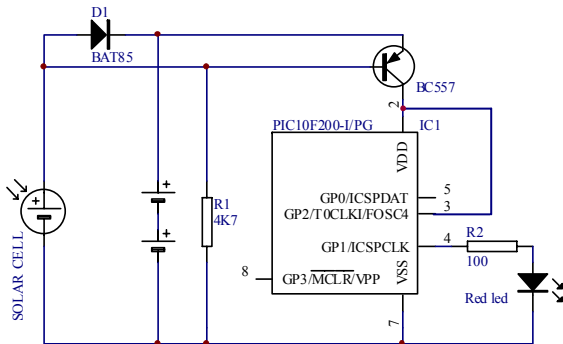 D1
BAT85
BC557
2
PIC10F200-I/PG
IC1
VDD
GP0/ICSPDAT
5
GP2/T0CLKI/FOSC4
3
R1
4K7
GP1/ICSPCLK
4
R2
100
8
GP3/MCLR/VPP
VSS
7
Red led
SOLAR CELL
+
+
+